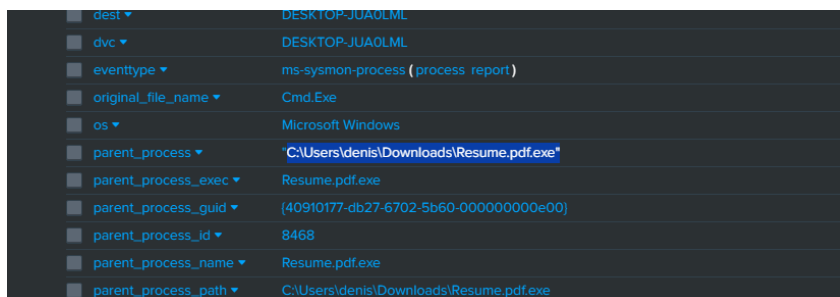 dest DESKTOP-JUA0LML
dvc DESKTOP-JUA0LML
eventtype ms-sysmon-process ( process report )
original_file_name Cmd.Exe
os Microsoft Windows
parent_process "C:\Users\denis\Downloads\Resume.pdf.exe"
parent_process_exec Resume.pdf.exe
parent_process_guid {40910177-db27-6702-5b60-000000000e00}
parent_process_id 8468
parent_process_name Resume.pdf.exe
parent_process_path C:\Users\denis\Downloads\Resume.pdf.exe